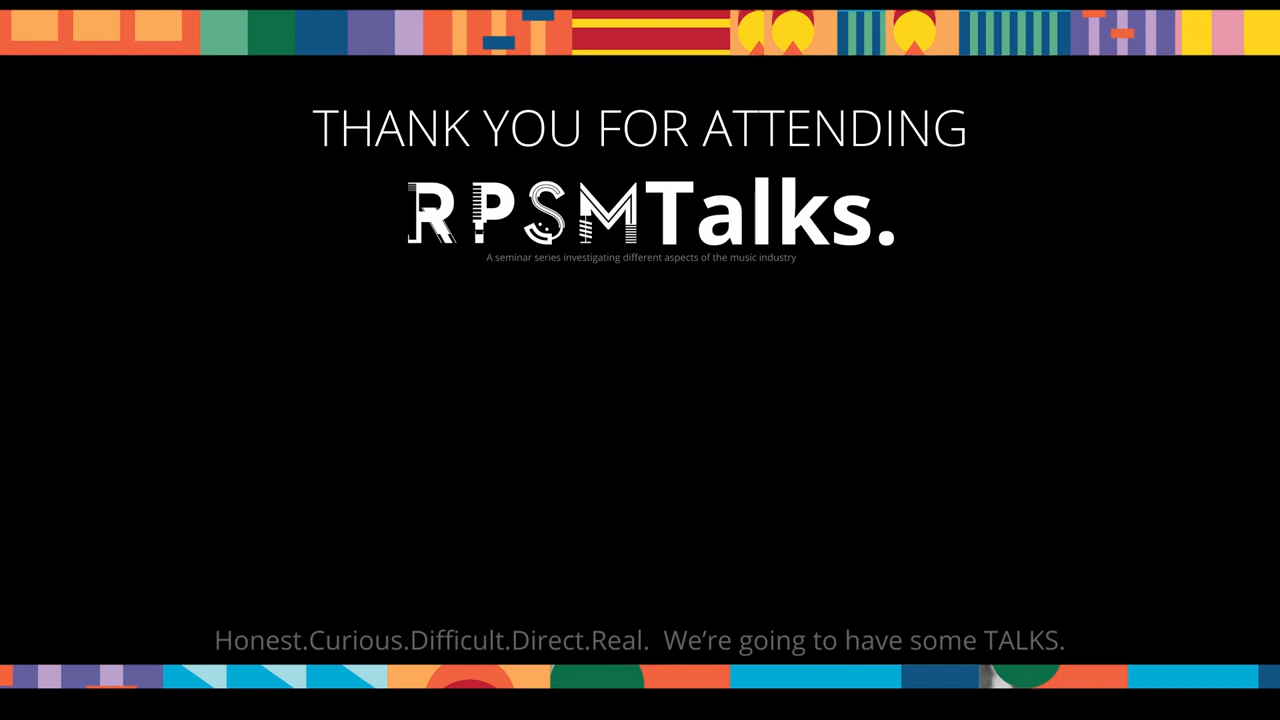 THANK YOU FOR ATTENDING
RPSMTalks.
A seminar series investigating different aspects of the music industry
Honest.Curious.Difficult.Direct.Real.  We’re going to have some TALKS.